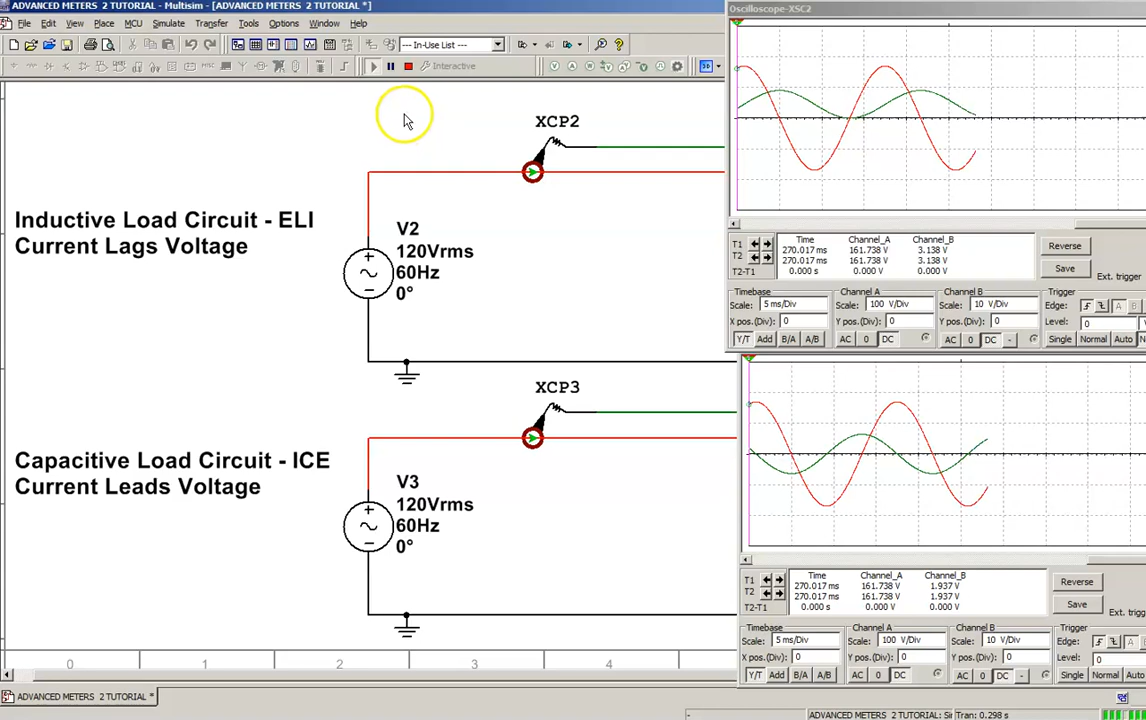 ADVANCED METERS 2 TUTORIAL - Multisim - [ADVANCED METERS 2 TUTORIAL *]
File Edit View Place MCU Simulate Transfer Tools Options Window Help
--- In-Use List ---
Interactive
XCP2
Inductive Load Circuit - ELI
Current Lags Voltage
V2
120Vrms
60Hz
0°
XCP3
Capacitive Load Circuit - ICE
Current Leads Voltage
V3
120Vrms
60Hz
0°
0 1 2 3 4
ADVANCED METERS 2 TUTORIAL *
Oscilloscope-XSC2
Time Channel_A Channel_B
T1 270.017 ms 161.738 V 3.138 V
T2 270.017 ms 161.738 V 3.138 V
T2-T1 0.000 s 0.000 V 0.000 V
Reverse
Save
Ext. trigger
Timebase Channel A Channel B Trigger
Scale: 5 ms/Div Scale: 100 V/Div Scale: 10 V/Div Edge: A B
X pos.(Div): 0 Y pos.(Div): 0 Y pos.(Div): 0 Level: 0
Y/T Add B/A A/B AC 0 DC AC 0 DC - Single Normal Auto
Time Channel_A Channel_B
T1 270.017 ms 161.738 V 1.937 V
T2 270.017 ms 161.738 V 1.937 V
T2-T1 0.000 s 0.000 V 0.000 V
Reverse
Save
Ext. trigg
Timebase Channel A Channel B Trigger
Scale: 5 ms/Div Scale: 100 V/Div Scale: 10 V/Div Edge: A
X pos.(Div): 0 Y pos.(Div): 0 Y pos.(Div): 0 Level: 0
Y/T Add B/A A/B AC 0 DC AC 0 DC - Single Normal Auto
- ADVANCED METERS 2 TUTORIAL: Sir Tran: 0.298 s